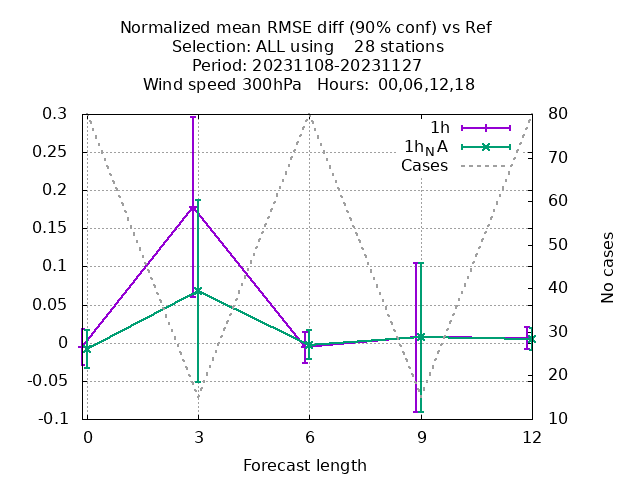 Normalized mean RMSE diff (90% conf) vs Ref
Selection: ALL using    28 stations
Period: 20231108-20231127
Wind speed 300hPa   Hours:  00,06,12,18
0.3
0.25
0.2
0.15
0.1
0.05
0
-0.05
-0.1
1h
1h_NA
Cases
80
70
60
50
40
30
20
10
No cases
0 3 6 9 12
Forecast length